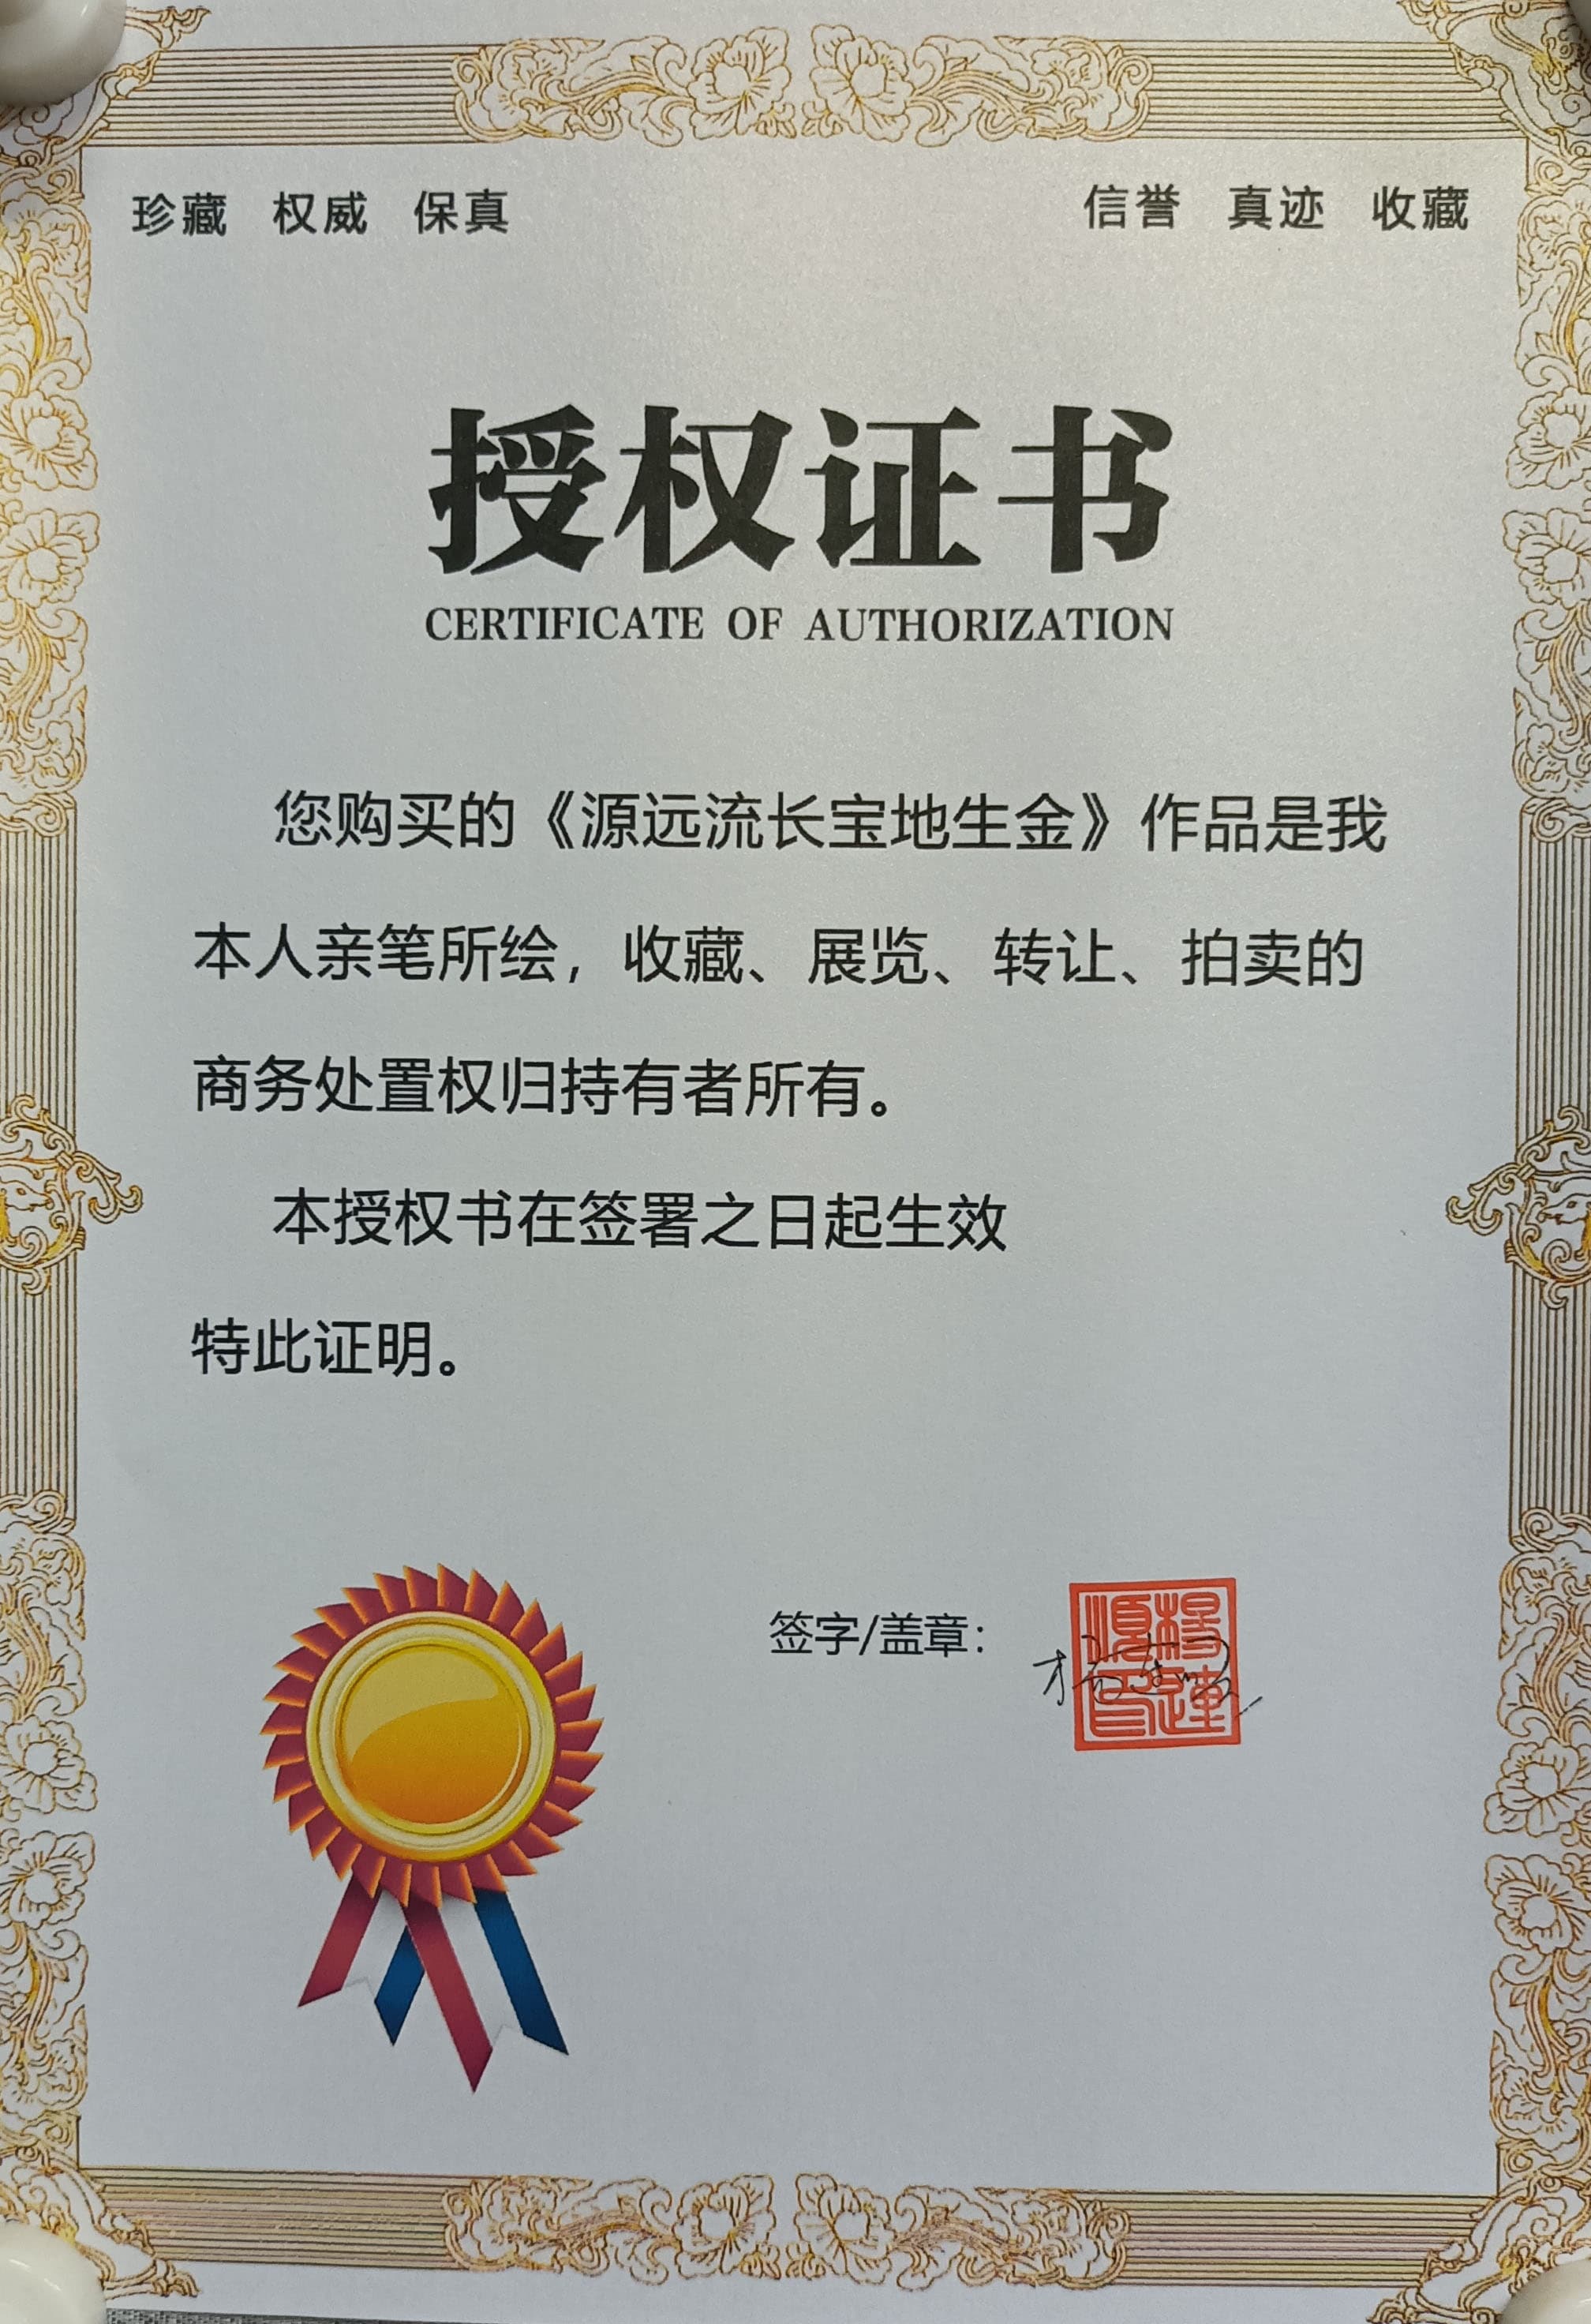 珍藏 权威 保真
信誉 真迹 收藏
授权证书
CERTIFICATE OF AUTHORIZATION
您购买的《源远流长宝地生金》作品是我
本人亲笔所绘，收藏、展览、转让、拍卖的
商务处置权归持有者所有。
本授权书在签署之日起生效
特此证明。
签字/盖章：